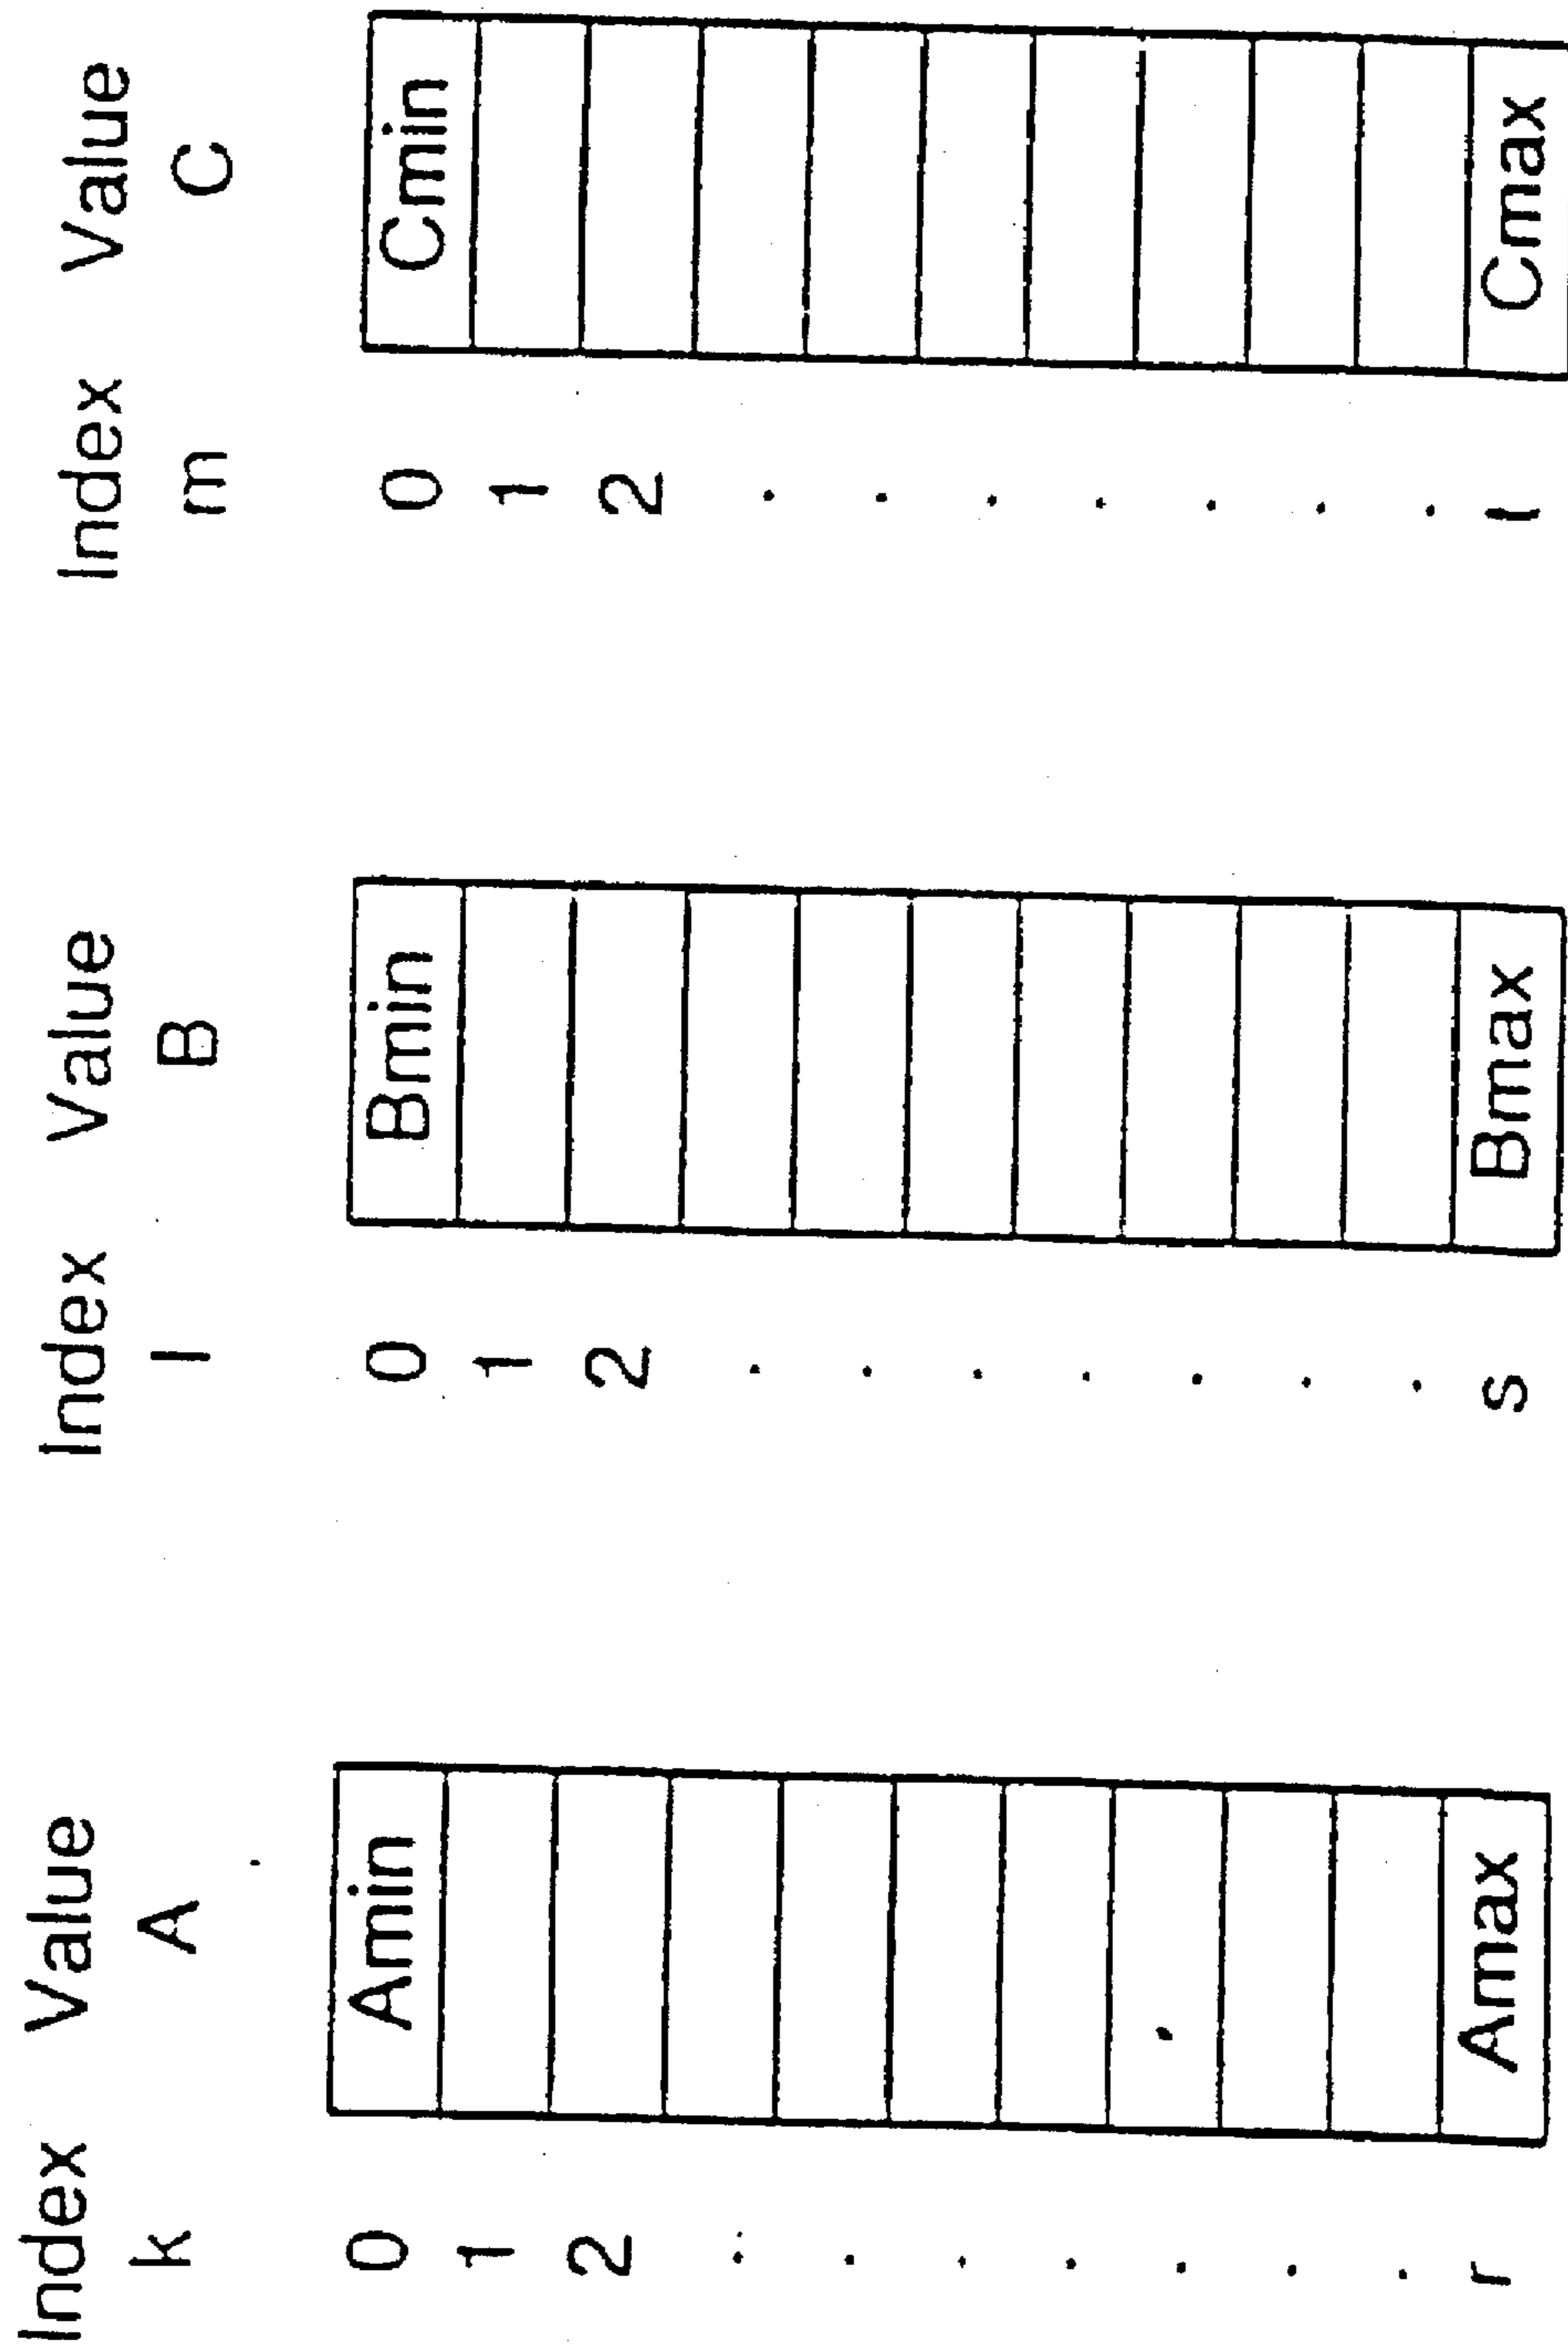 Index Value Index Value Index Value
k A l B m C
0 Amin 0 Bmin 0 Cmin
1 1 1
2 2 2
. . .
. . .
. . .
. . .
. . .
. . .
. . .
r Amax s Bmax Cmax